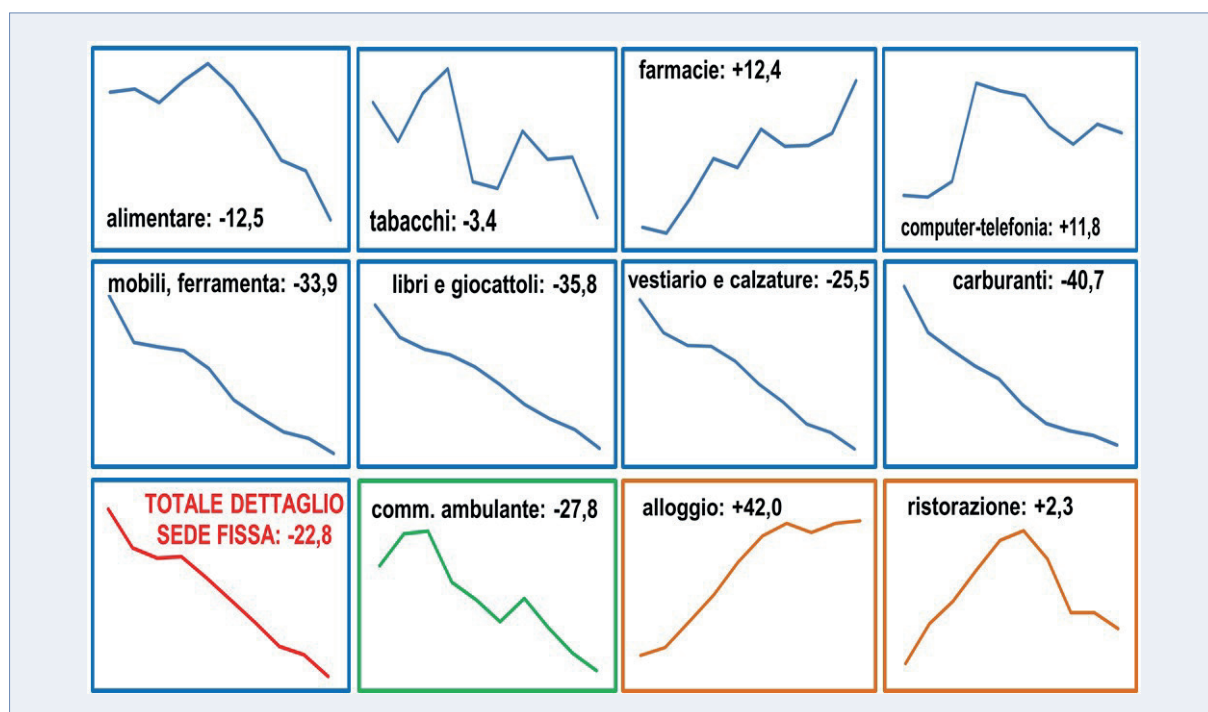 alimentare: -12,5
tabacchi: -3.4
farmacie: +12,4
computer-telefonia: +11,8
mobili, ferramenta: -33,9
libri e giocattoli: -35,8
vestiario e calzature: -25,5
carburanti: -40,7
TOTALE DETTAGLIO
SEDE FISSA: -22,8
comm. ambulante: -27,8
alloggio: +42,0
ristorazione: +2,3